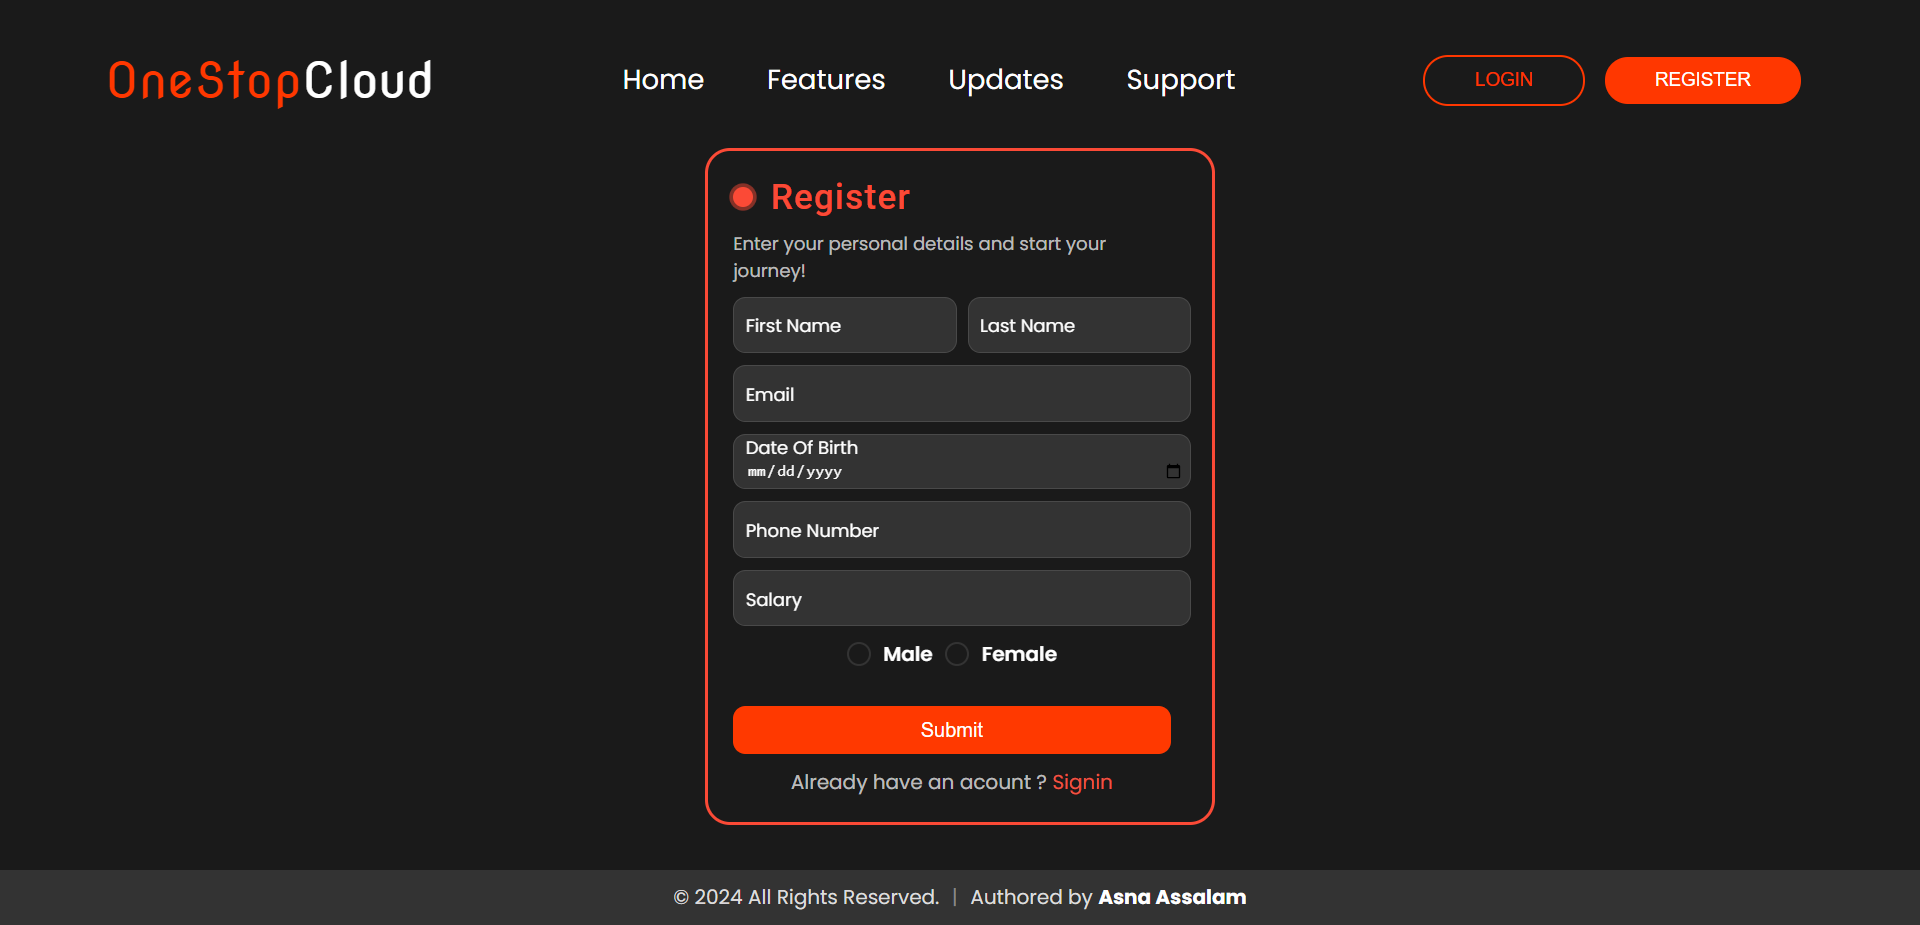 OneStopCloud
Home Features Updates Support
LOGIN REGISTER
Register
Enter your personal details and start your
journey!
First Name Last Name
Email
Date Of Birth
mm/dd/yyyy
Phone Number
Salary
Male Female
Submit
Already have an acount ? Signin
© 2024 All Rights Reserved. | Authored by Asna Assalam